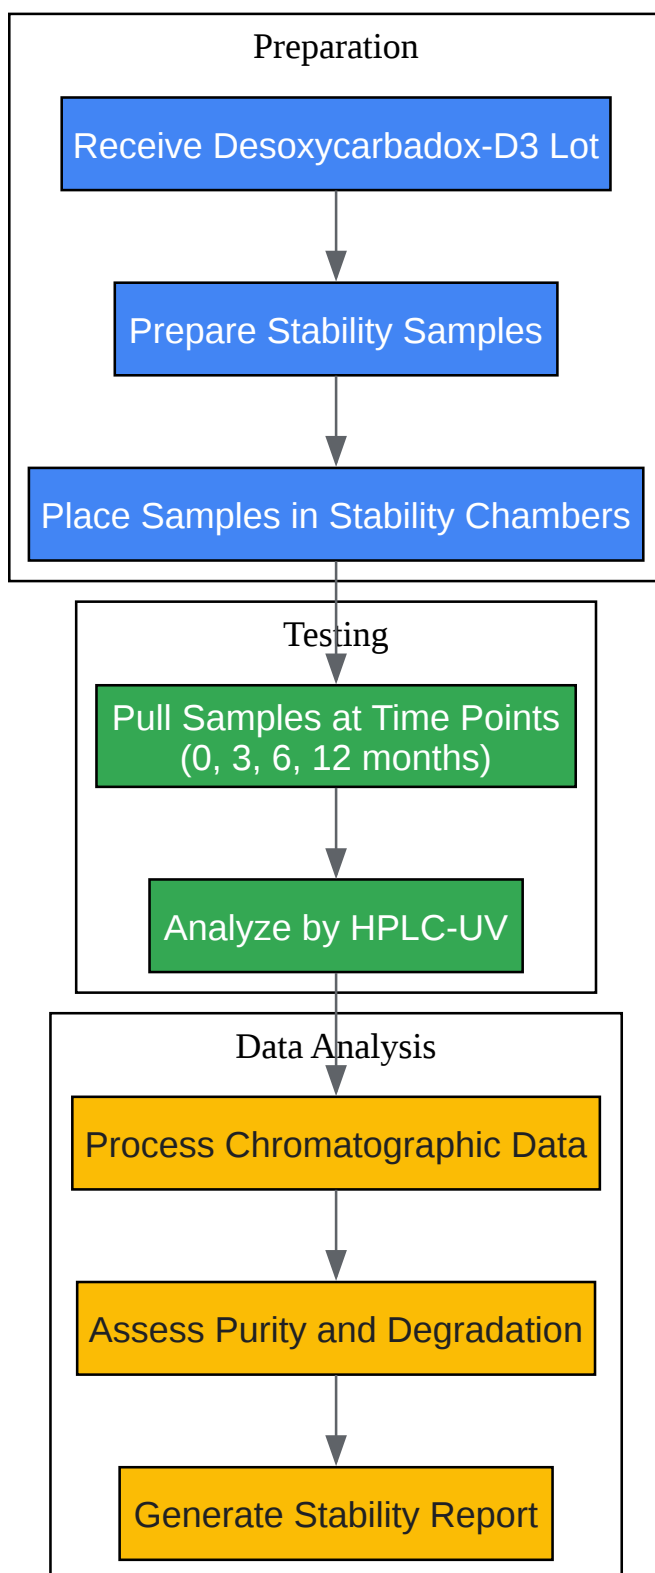 Preparation
Receive Desoxycarbadox-D3 Lot
Prepare Stability Samples
Place Samples in Stability Chambers
Testing
Pull Samples at Time Points
(0, 3, 6, 12 months)
Analyze by HPLC-UV
Data Analysis
Process Chromatographic Data
Assess Purity and Degradation
Generate Stability Report